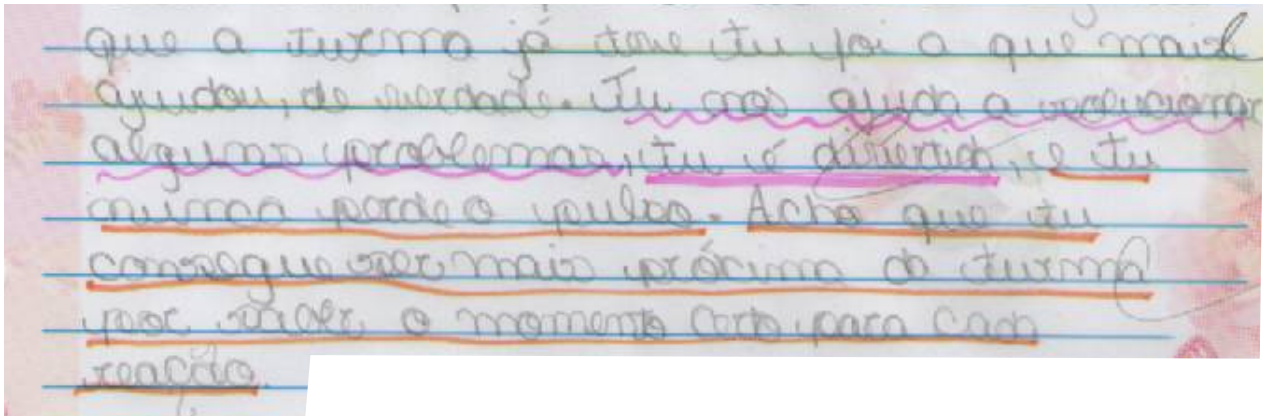 que a turma já teve tu foi a que mais
ajudou, de verdade. Tu nos ajuda a solucionar
alguns problemas, tu é divertida, e tu
nunca perde o pulso. Acho que tu
consegue ser mais próxima da turma
por saber o momento certo para cada
reação.